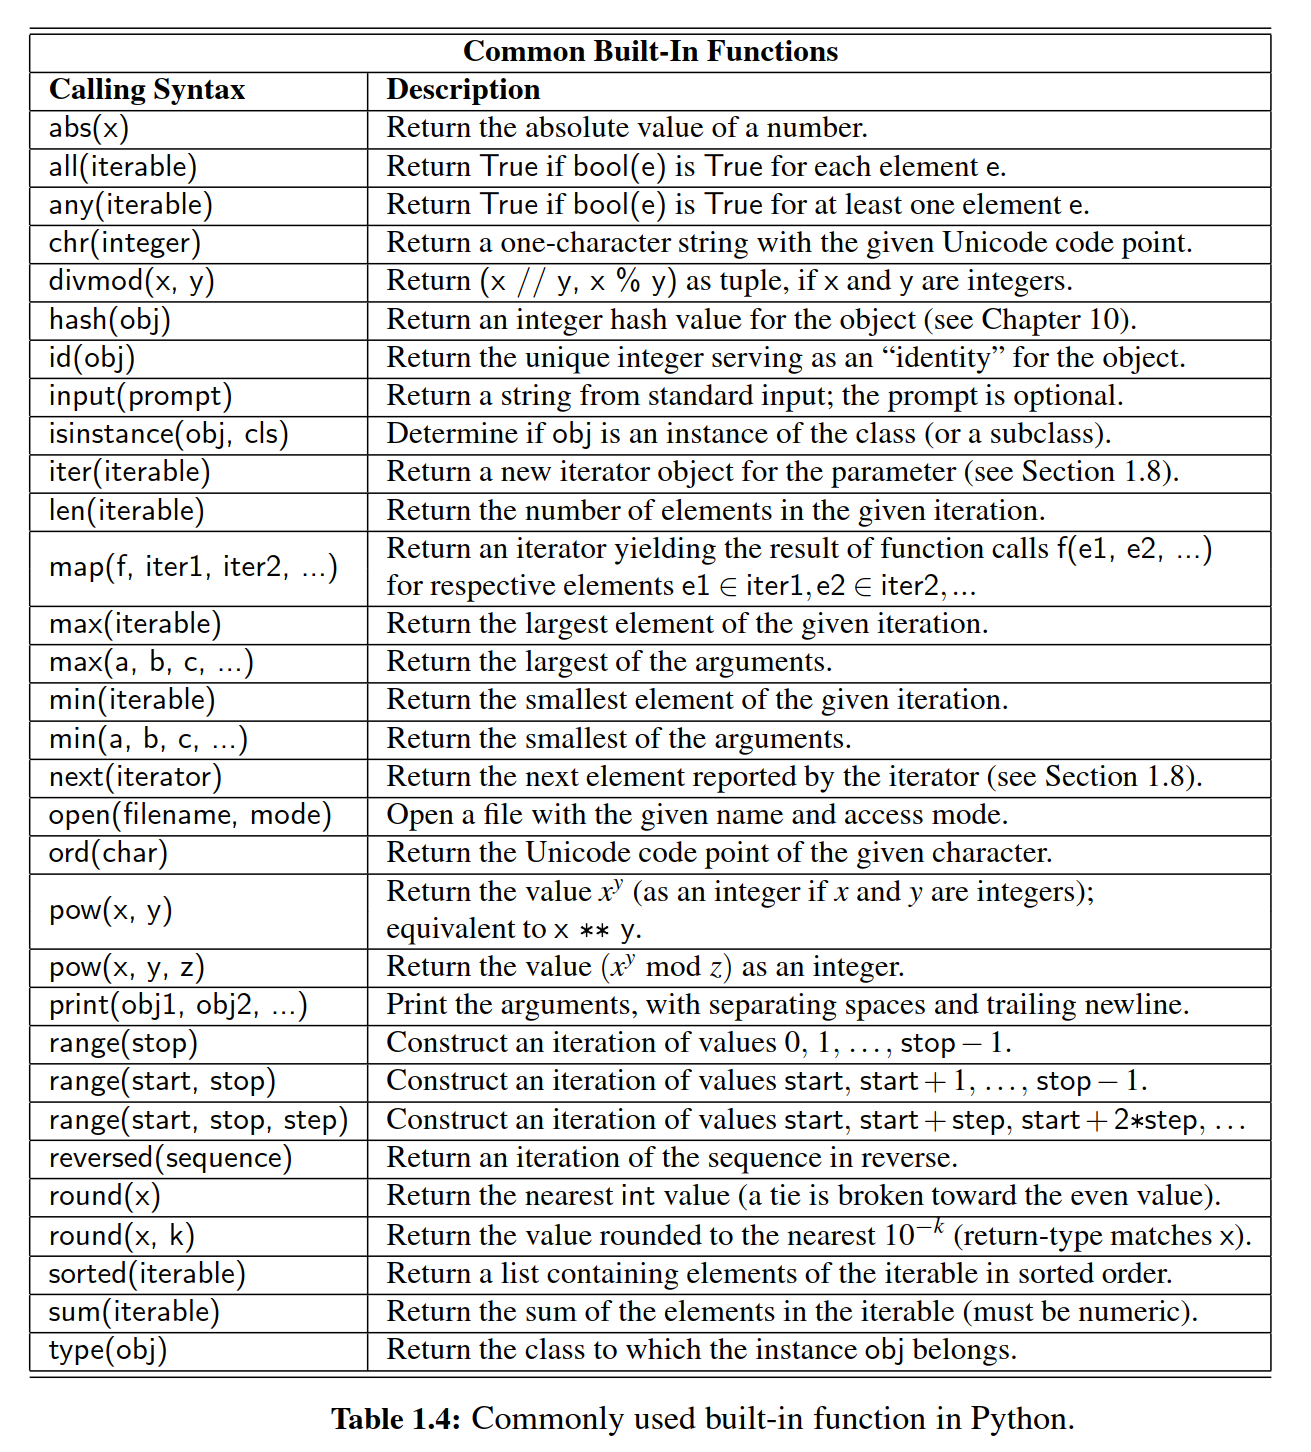 Common Built-In Functions
Calling Syntax Description
abs(x) Return the absolute value of a number.
all(iterable) Return True if bool(e) is True for each element e.
any(iterable) Return True if bool(e) is True for at least one element e.
chr(integer) Return a one-character string with the given Unicode code point.
divmod(x, y) Return (x // y, x % y) as tuple, if x and y are integers.
hash(obj) Return an integer hash value for the object (see Chapter 10).
id(obj) Return the unique integer serving as an “identity” for the object.
input(prompt) Return a string from standard input; the prompt is optional.
isinstance(obj, cls) Determine if obj is an instance of the class (or a subclass).
iter(iterable) Return a new iterator object for the parameter (see Section 1.8).
len(iterable) Return the number of elements in the given iteration.
map(f, iter1, iter2, ...) Return an iterator yielding the result of function calls f(e1, e2, ...)
for respective elements e1 ∈ iter1, e2 ∈ iter2, ...
max(iterable) Return the largest element of the given iteration.
max(a, b, c, ...) Return the largest of the arguments.
min(iterable) Return the smallest element of the given iteration.
min(a, b, c, ...) Return the smallest of the arguments.
next(iterator) Return the next element reported by the iterator (see Section 1.8).
open(filename, mode) Open a file with the given name and access mode.
ord(char) Return the Unicode code point of the given character.
pow(x, y) Return the value x^y (as an integer if x and y are integers);
equivalent to x ** y.
pow(x, y, z) Return the value (x^y mod z) as an integer.
print(obj1, obj2, ...) Print the arguments, with separating spaces and trailing newline.
range(stop) Construct an iteration of values 0, 1, ..., stop − 1.
range(start, stop) Construct an iteration of values start, start + 1, ..., stop − 1.
range(start, stop, step) Construct an iteration of values start, start + step, start + 2*step, ...
reversed(sequence) Return an iteration of the sequence in reverse.
round(x) Return the nearest int value (a tie is broken toward the even value).
round(x, k) Return the value rounded to the nearest 10^−k (return-type matches x).
sorted(iterable) Return a list containing elements of the iterable in sorted order.
sum(iterable) Return the sum of the elements in the iterable (must be numeric).
type(obj) Return the class to which the instance obj belongs.
Table 1.4: Commonly used built-in function in Python.